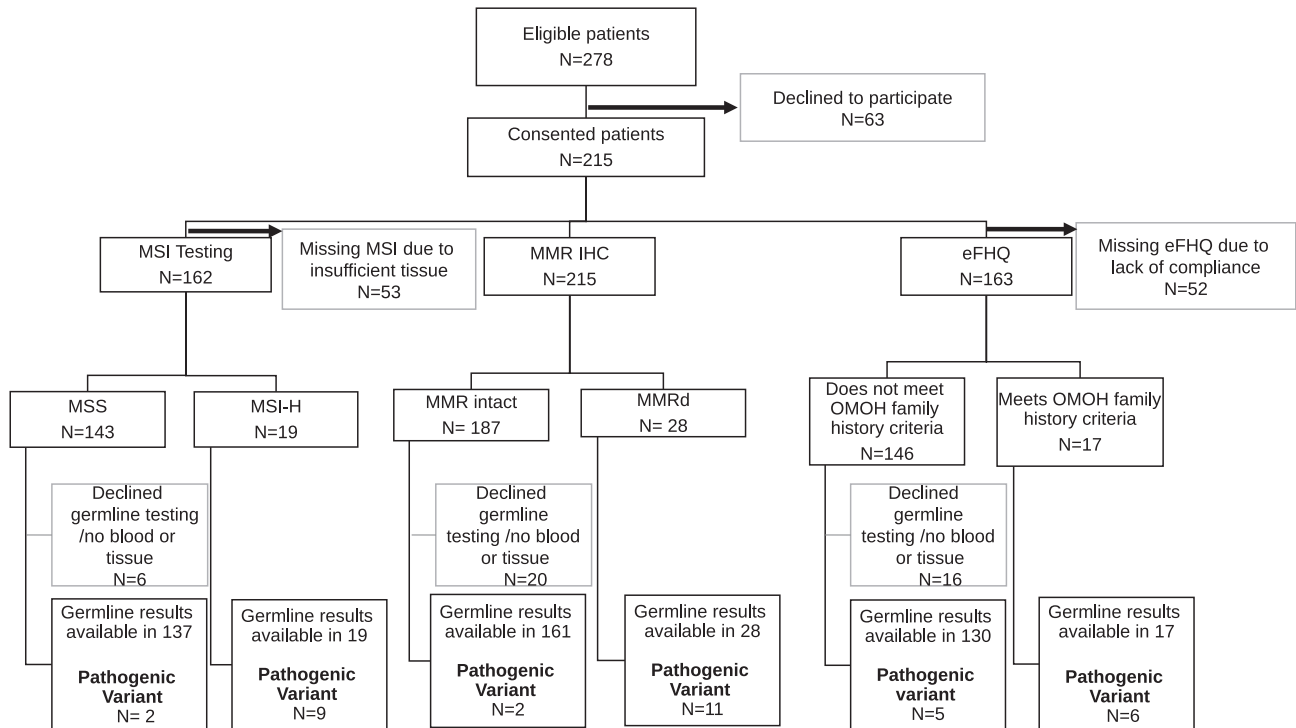 Eligible patients
N=278
Declined to participate
N=63
Consented patients
N=215
MSI Testing
N=162
Missing MSI due to
insufficient tissue
N=53
MMR IHC
N=215
eFHQ
N=163
Missing eFHQ due to
lack of compliance
N=52
MSS
N=143
MSI-H
N=19
MMR intact
N= 187
MMRd
N= 28
Does not meet
OMOH family
history criteria
N=146
Meets OMOH family
history criteria
N=17
Declined
germline testing
/no blood or
tissue
N=6
Declined
germline
testing /no blood
or tissue
N=20
Declined
germline
testing /no blood
or tissue
N=16
Germline results
available in 137
Pathogenic
Variant
N= 2
Germline results
available in 19
Pathogenic
Variant
N=9
Germline results
available in 161
Pathogenic
Variant
N=2
Germline results
available in 28
Pathogenic
Variant
N=11
Germline results
available in 130
Pathogenic
variant
N=5
Germline results
available in 17
Pathogenic
Variant
N=6